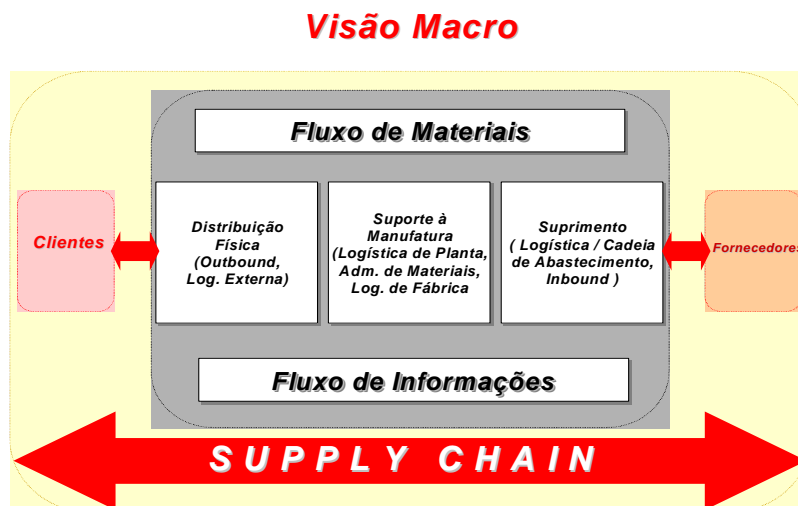 Visão Macro
Fluxo de Materiais
Clientes
Distribuição
Física
(Outbound,
Log. Externa)
Suporte à
Manufatura
(Logística de Planta,
Adm. de Materiais,
Log. de Fábrica
Suprimento
( Logística / Cadeia
de Abastecimento,
Inbound )
Fornecedores
Fluxo de Informações
SUPPLY CHAIN